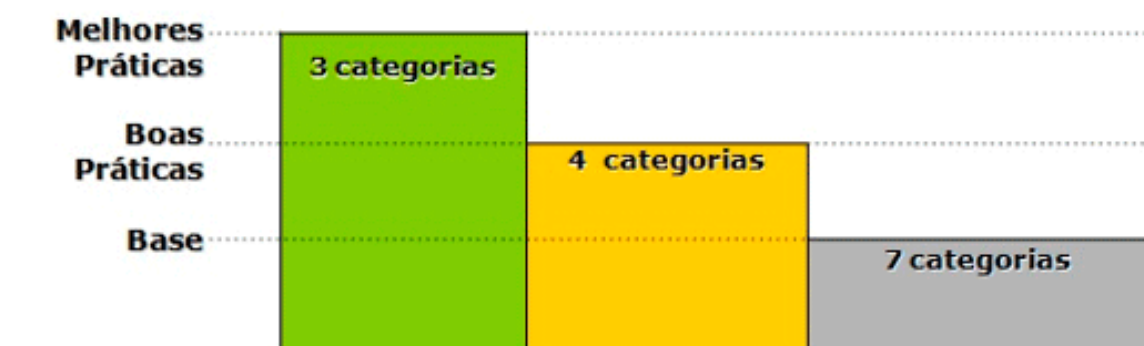 Melhores
Práticas
3 categorias
Boas
Práticas
4 categorias
Base
7 categorias